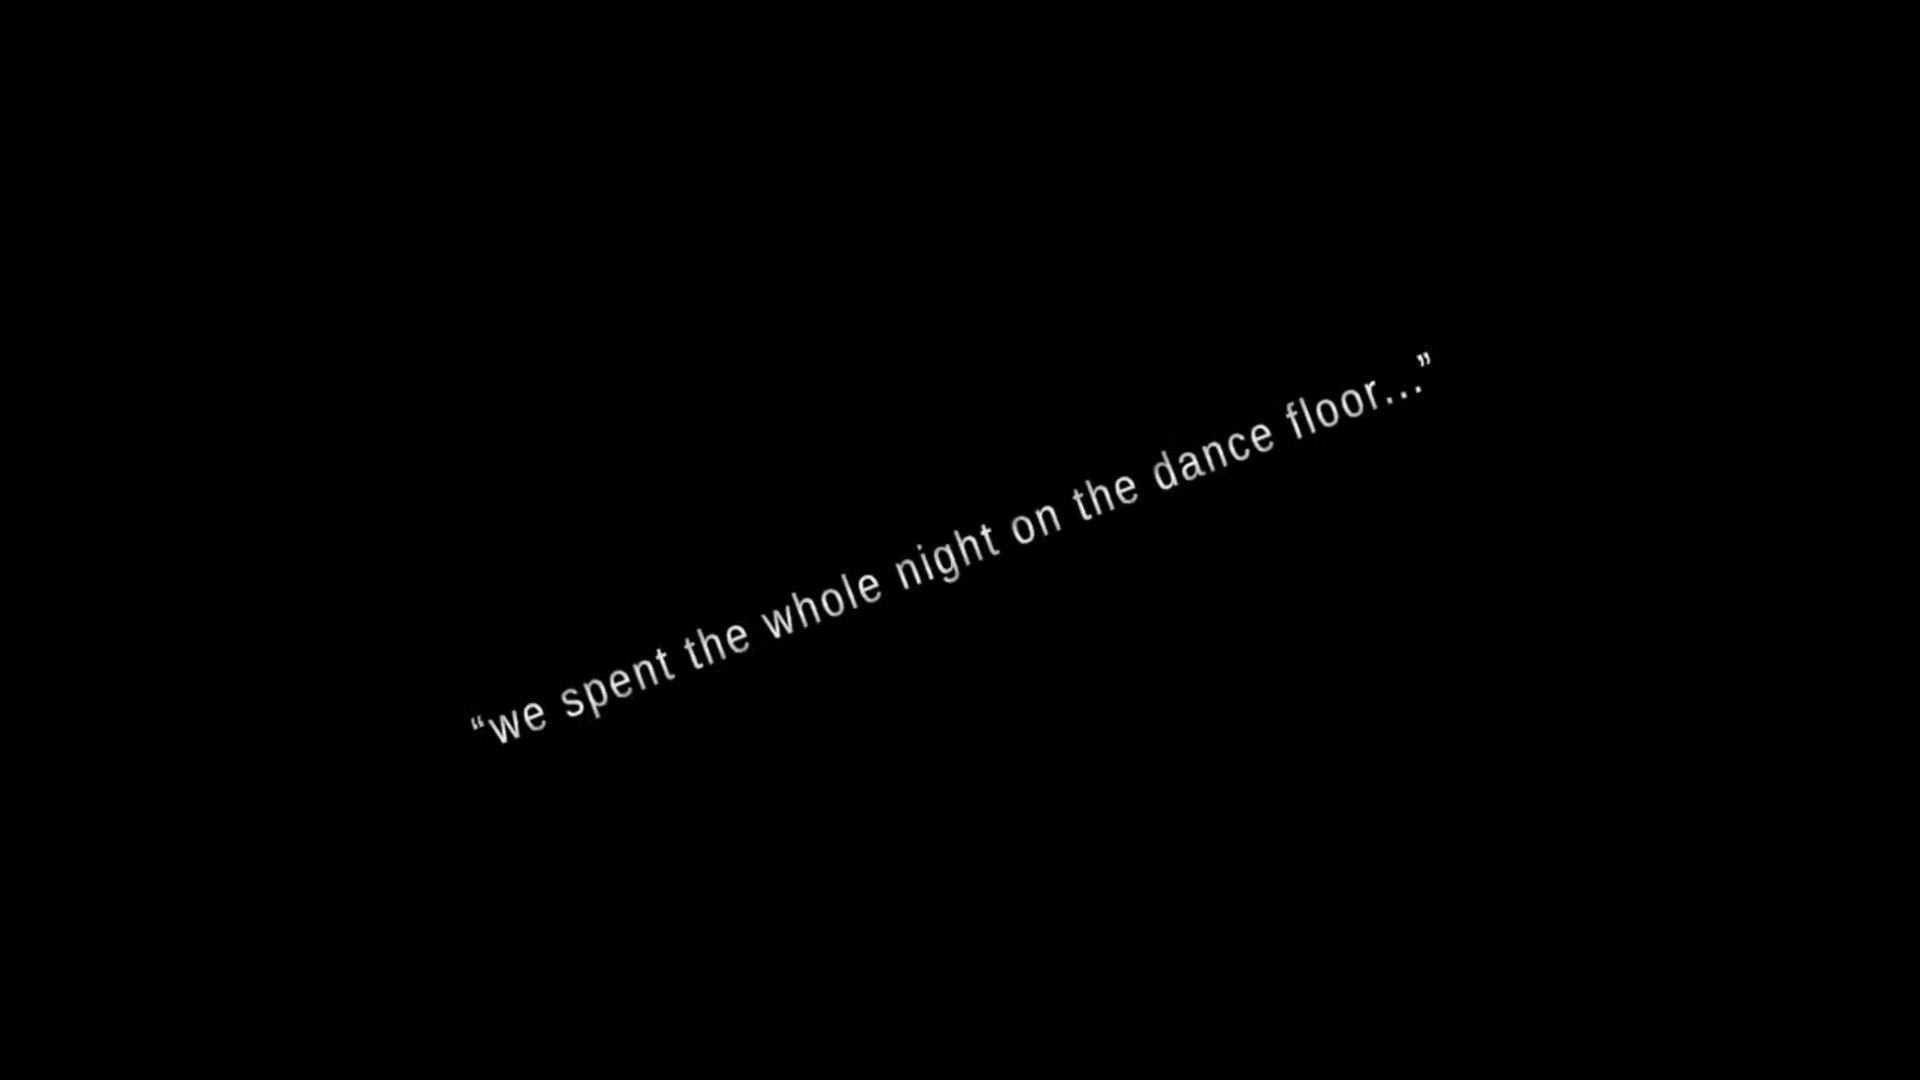 “we spent the whole night on the dance floor...”